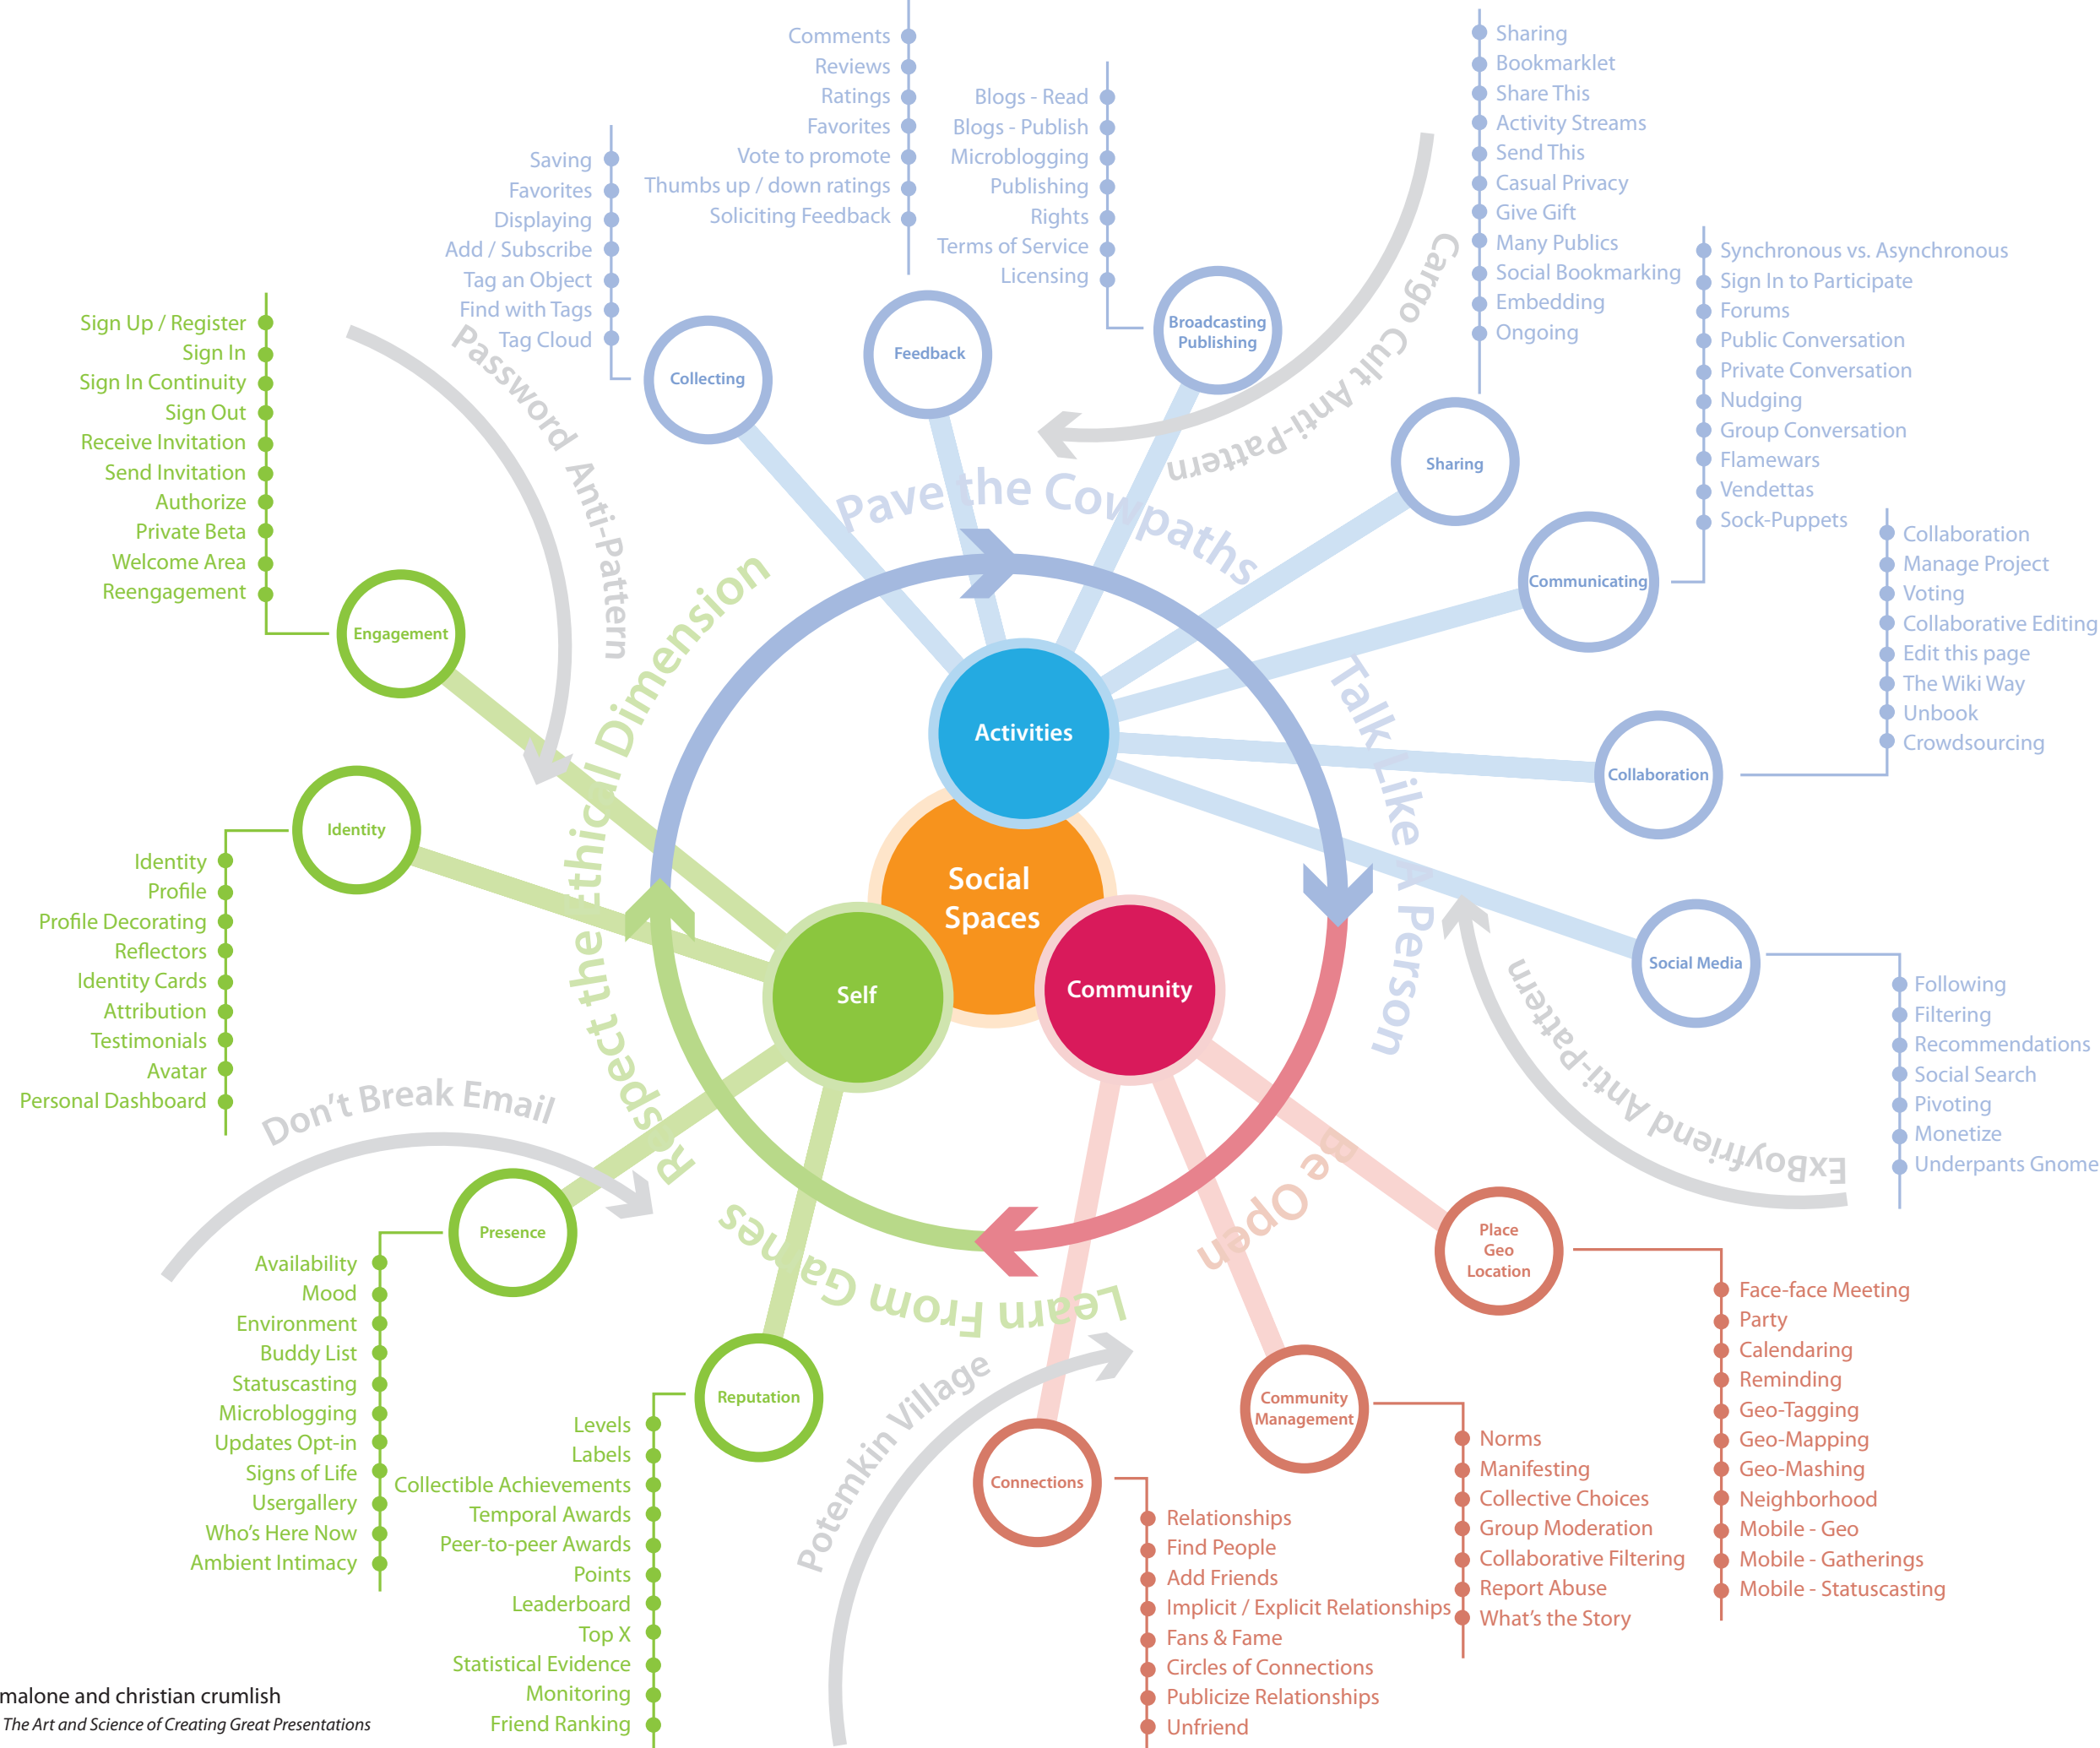 Comments
Reviews
Ratings
Favorites
Vote to promote
Thumbs up / down ratings
Soliciting Feedback
Feedback
Blogs - Read
Blogs - Publish
Microblogging
Publishing
Rights
Terms of Service
Licensing
Broadcasting
Publishing
Sharing
Bookmarklet
Share This
Activity Streams
Send This
Casual Privacy
Give Gift
Many Publics
Social Bookmarking
Embedding
Ongoing
Sharing
Saving
Favorites
Displaying
Add / Subscribe
Tag an Object
Find with Tags
Tag Cloud
Collecting
Synchronous vs. Asynchronous
Sign In to Participate
Forums
Public Conversation
Private Conversation
Nudging
Group Conversation
Flamewars
Vendettas
Sock-Puppets
Communicating
Collaboration
Manage Project
Voting
Collaborative Editing
Edit this page
The Wiki Way
Unbook
Crowdsourcing
Collaboration
Sign Up / Register
Sign In
Sign In Continuity
Sign Out
Receive Invitation
Send Invitation
Authorize
Private Beta
Welcome Area
Reengagement
Engagement
Password Anti-Pattern
Cargo Cult Anti-Pattern
Pave the Cowpaths
Respect the Ethical Dimension
Talk Like A Person
Activities
Social
Spaces
Self
Community
Identity
Identity
Profile
Profile Decorating
Reflectors
Identity Cards
Attribution
Testimonials
Avatar
Personal Dashboard
Social Media
Following
Filtering
Recommendations
Social Search
Pivoting
Monetize
Underpants Gnome
ExBoyfriend Anti-Pattern
Don't Break Email
Learn From Games
Be Open
Potemkin Village
Presence
Availability
Mood
Environment
Buddy List
Statuscasting
Microblogging
Updates Opt-in
Signs of Life
Usergallery
Who's Here Now
Ambient Intimacy
Reputation
Levels
Labels
Collectible Achievements
Temporal Awards
Peer-to-peer Awards
Points
Leaderboard
Top X
Statistical Evidence
Monitoring
Friend Ranking
Connections
Relationships
Find People
Add Friends
Implicit / Explicit Relationships
Fans & Fame
Circles of Connections
Publicize Relationships
Unfriend
Community
Management
Norms
Manifesting
Collective Choices
Group Moderation
Collaborative Filtering
Report Abuse
What's the Story
Place
Geo
Location
Face-face Meeting
Party
Calendaring
Reminding
Geo-Tagging
Geo-Mapping
Geo-Mashing
Neighborhood
Mobile - Geo
Mobile - Gatherings
Mobile - Statuscasting
malone and christian crumlish
The Art and Science of Creating Great Presentations